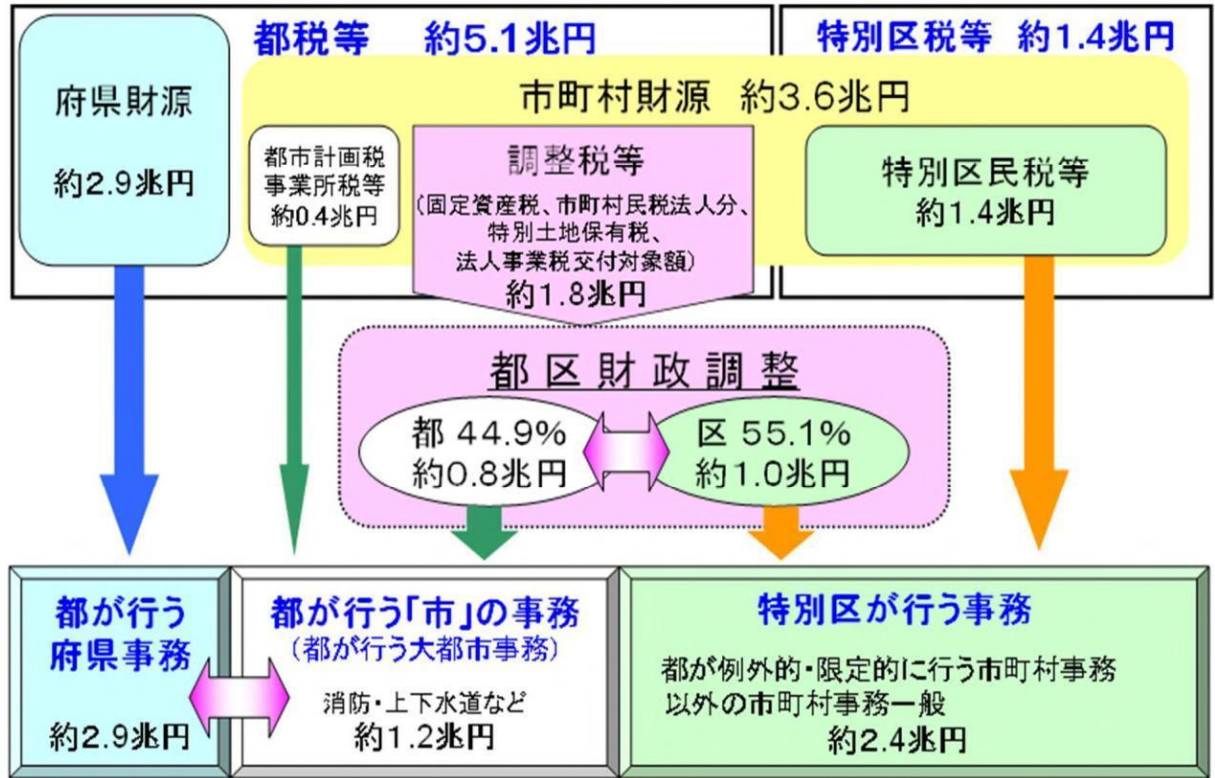 都税等　約5.1兆円
特別区税等　約1.4兆円
府県財源
約2.9兆円
市町村財源　約3.6兆円
都市計画税
事業所税等
約0.4兆円
調整税等
(固定資産税、市町村民税法人分、
特別土地保有税、
法人事業税交付対象額)
約1.8兆円
特別区民税等
約1.4兆円
都区財政調整
都 44.9%
約0.8兆円
区 55.1%
約1.0兆円
都が行う
府県事務
約2.9兆円
都が行う「市」の事務
(都が行う大都市事務)
消防・上下水道など
約1.2兆円
特別区が行う事務
都が例外的・限定的に行う市町村事務
以外の市町村事務一般
約2.4兆円